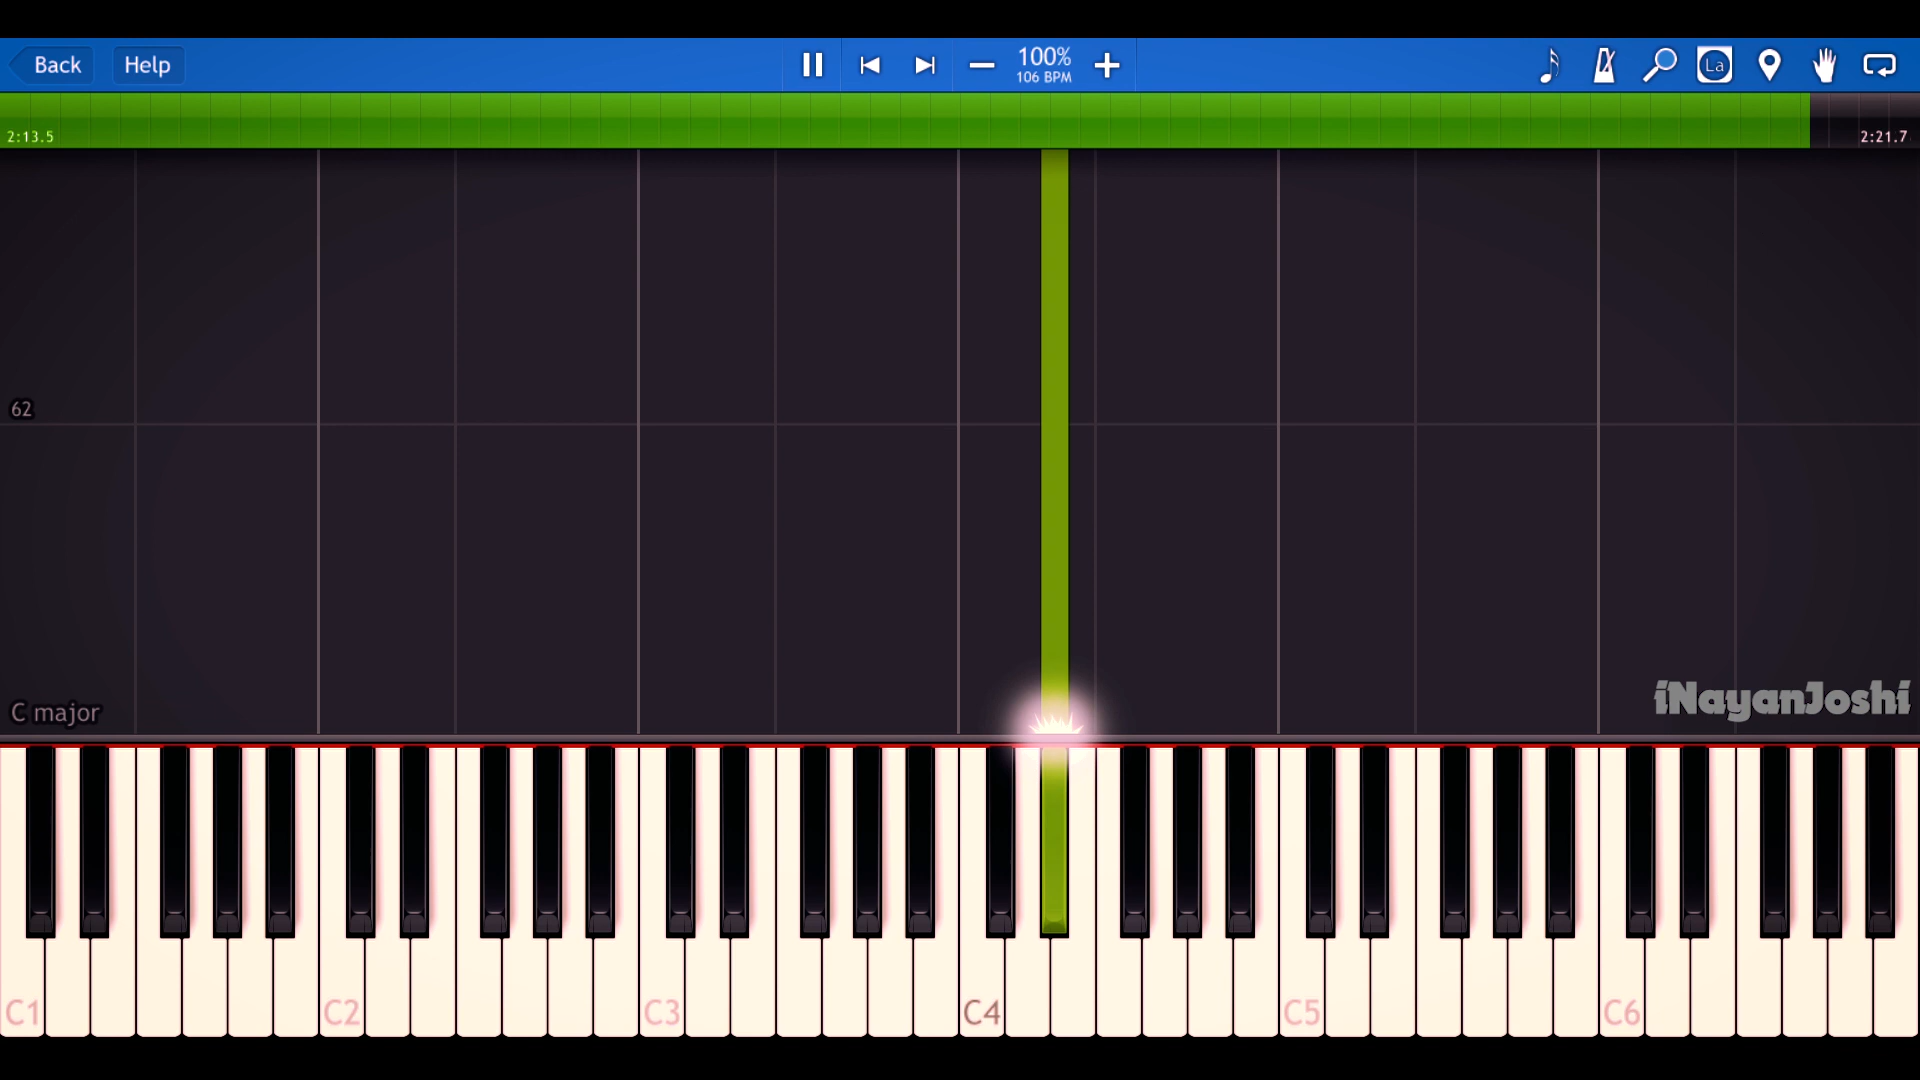 Back
Help
100%
106 BPM
La
2:13.5
2:21.7
62
C major
iNayanJoshi
C1
C2
C3
C4
C5
C6